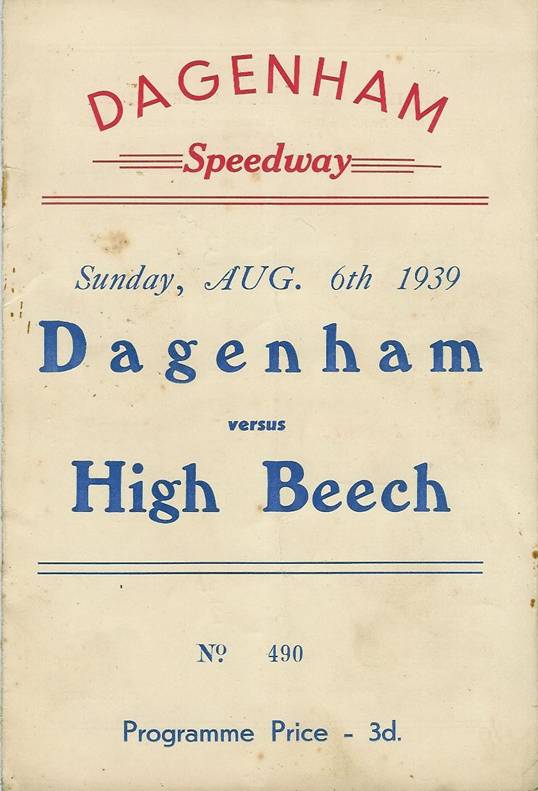 DAGENHAM
Speedway
Sunday, AUG. 6th 1939
Dagenham
versus
High Beech
Nº 490
Programme Price - 3d.